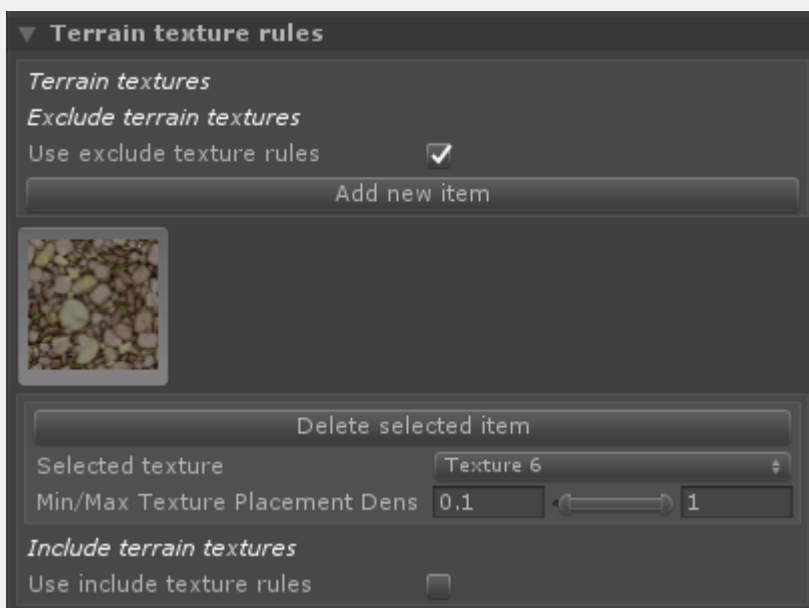 Terrain texture rules
Terrain textures
Exclude terrain textures
Use exclude texture rules
Add new item
Delete selected item
Selected texture Texture 6
Min/Max Texture Placement Dens 0.1 1
Include terrain textures
Use include texture rules